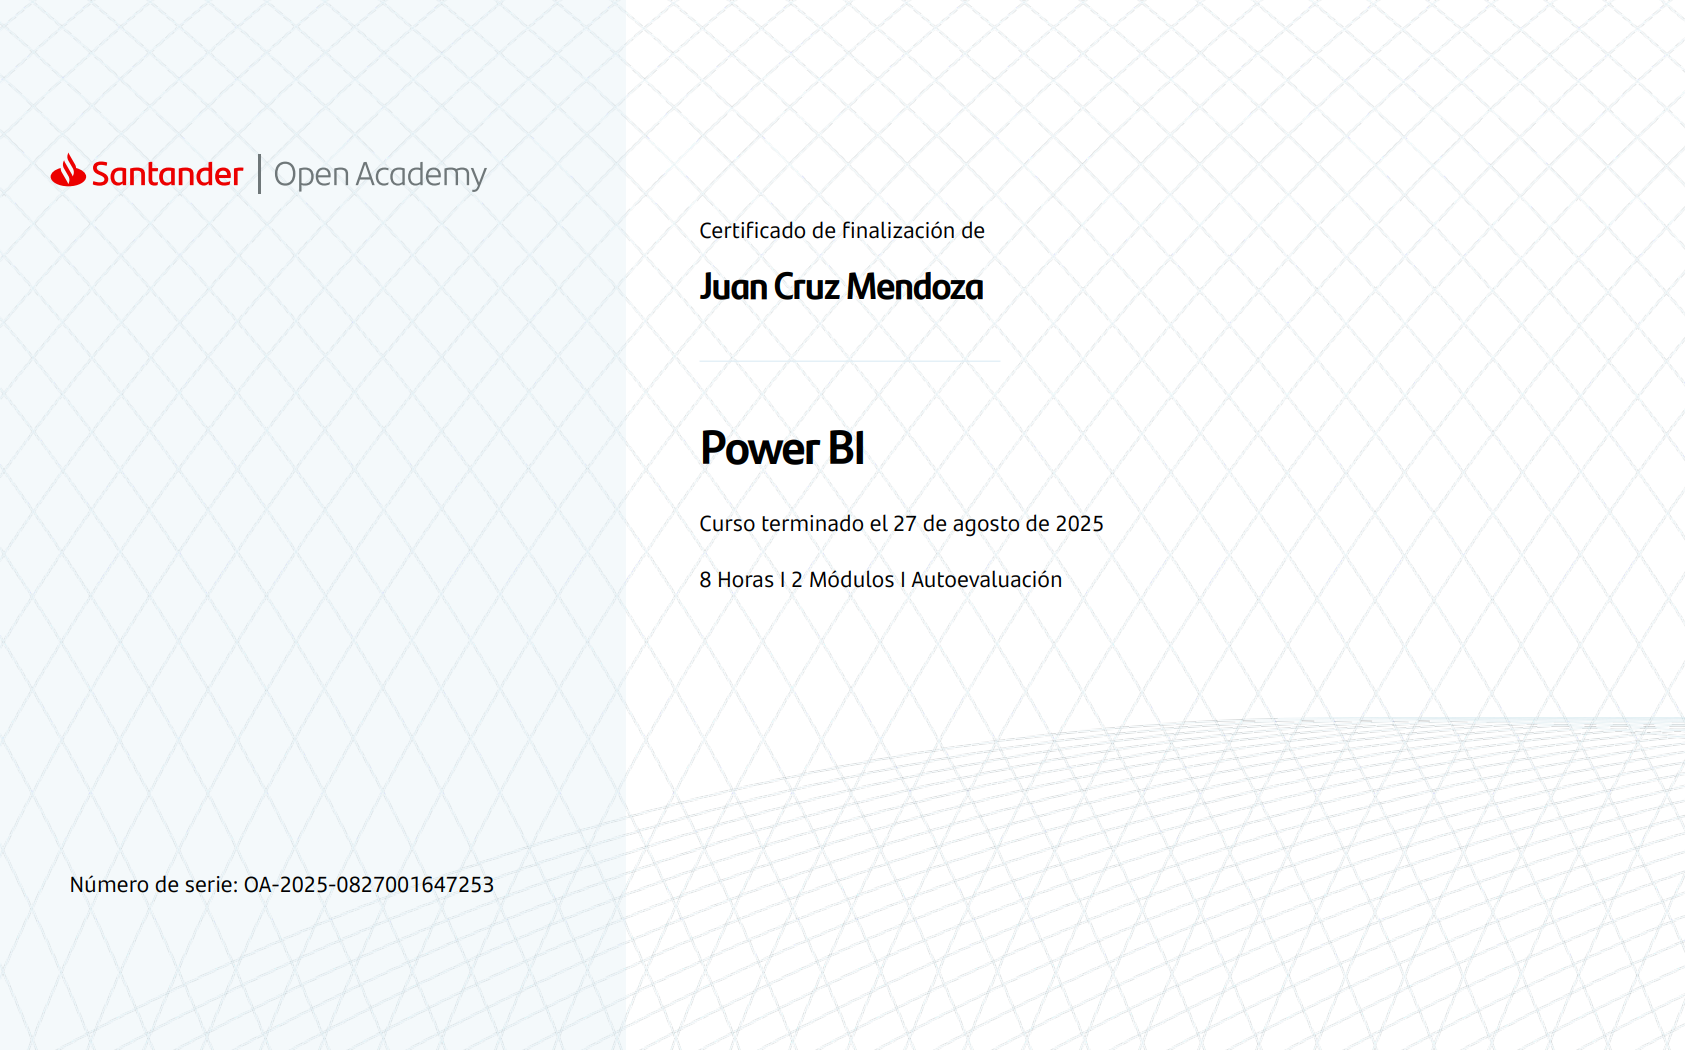 Santander | Open Academy
Certificado de finalización de
Juan Cruz Mendoza
Power BI
Curso terminado el 27 de agosto de 2025
8 Horas I 2 Módulos I Autoevaluación
Número de serie: OA-2025-0827001647253